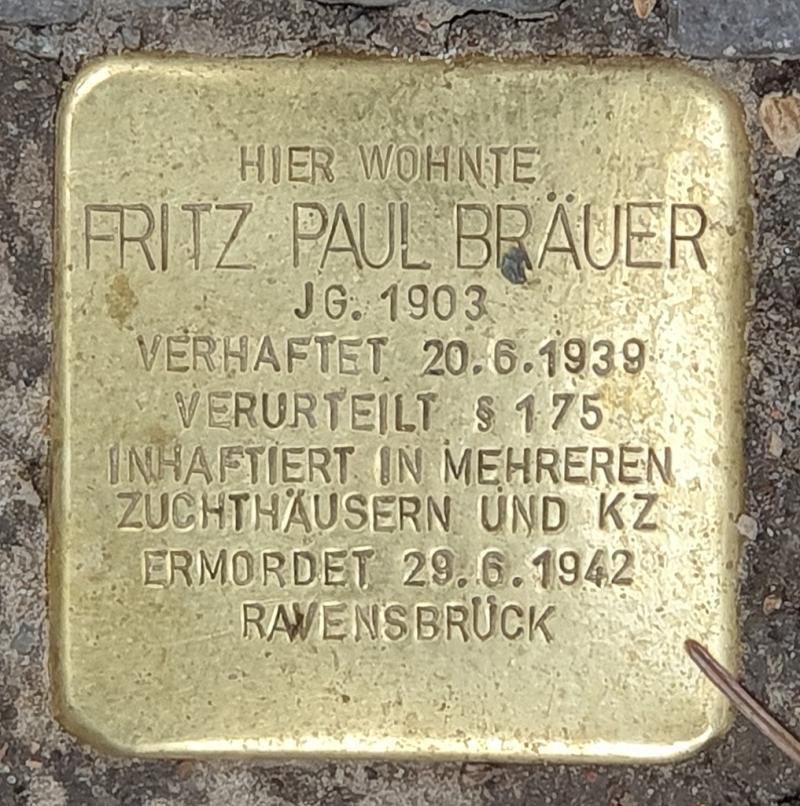 HIER WOHNTE
FRITZ PAUL BRÄUER
JG. 1903
VERHAFTET 20.6.1939
VERURTEILT § 175
INHAFTIERT IN MEHREREN
ZUCHTHÄUSERN UND KZ
ERMORDET 29.6.1942
RAVENSBRÜCK